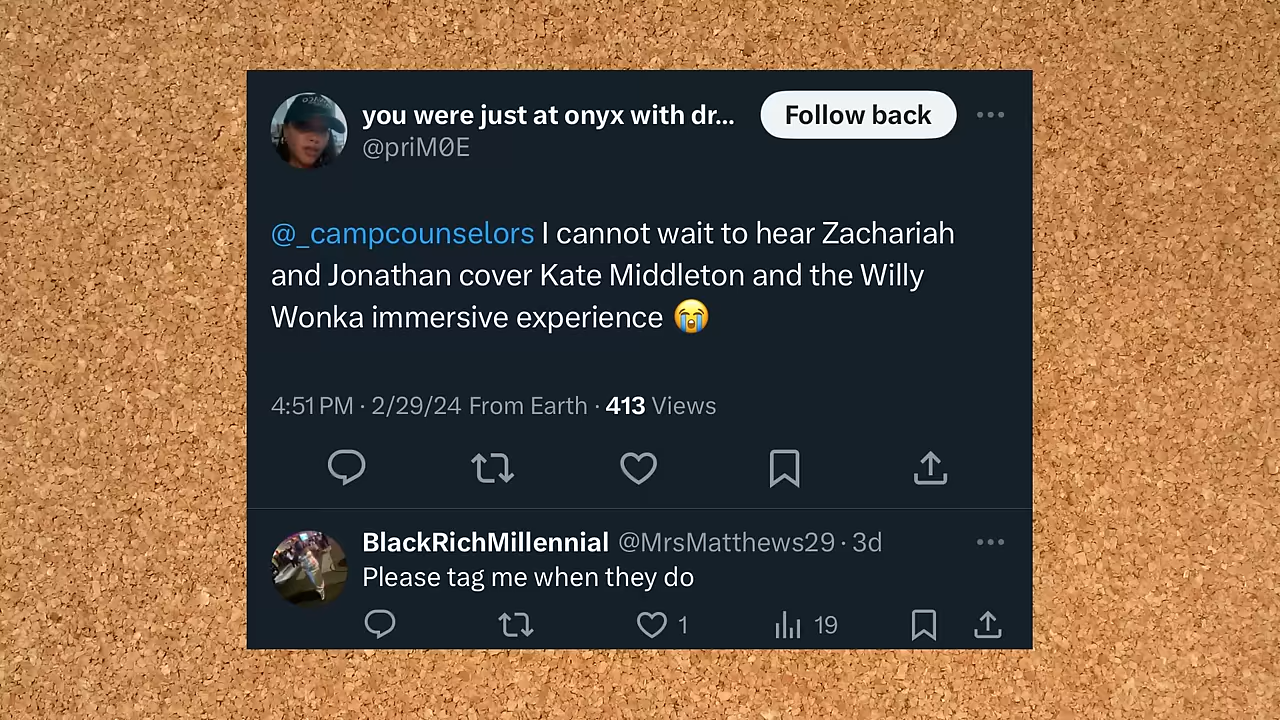 you were just at onyx with dr...
Follow back
@priMØE
@_campcounselors I cannot wait to hear Zachariah
and Jonathan cover Kate Middleton and the Willy
Wonka immersive experience 😭
4:51 PM · 2/29/24 From Earth · 413 Views
BlackRichMillennial @MrsMatthews29 · 3d
Please tag me when they do
1
19